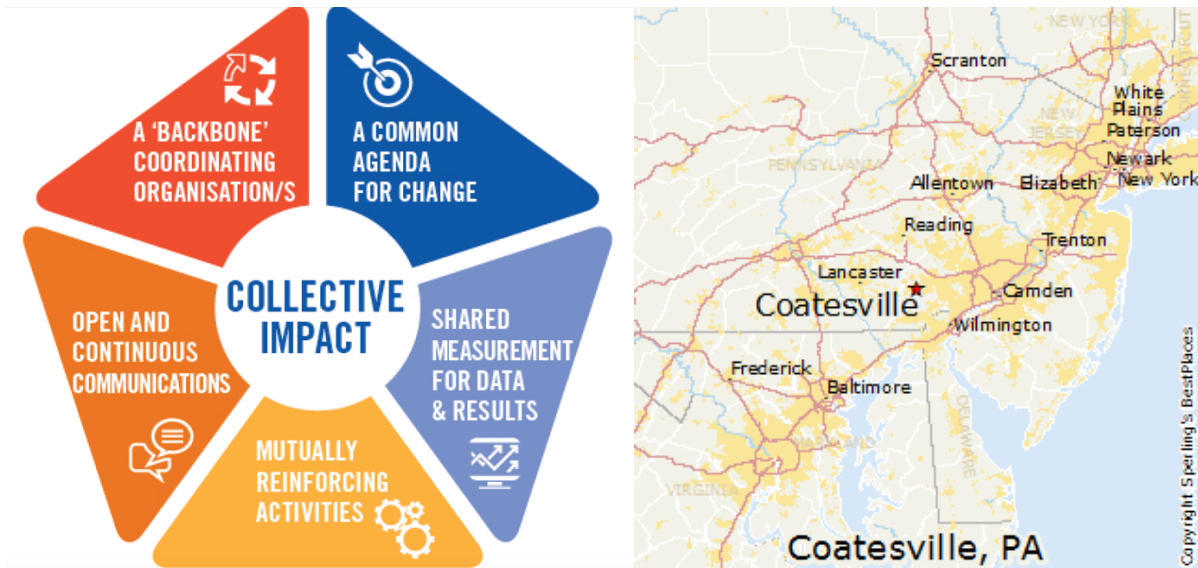 A 'BACKBONE'
COORDINATING
ORGANISATION/S
A COMMON
AGENDA
FOR CHANGE
OPEN AND
CONTINUOUS
COMMUNICATIONS
COLLECTIVE
IMPACT
SHARED
MEASUREMENT
FOR DATA
& RESULTS
MUTUALLY
REINFORCING
ACTIVITIES
NEW YORK
Scranton
White
Plains
NEW
JERSEY
Paterson
PENNSYLVANIA
Newark
Allentown
Elizabeth
New York
Reading
Trenton
Lancaster
Coatesville
Camden
Wilmington
Frederick
Baltimore
MARYLAND
DELAWARE
VIRGINIA
Coatesville, PA
Copyright Sperling's BestPlaces